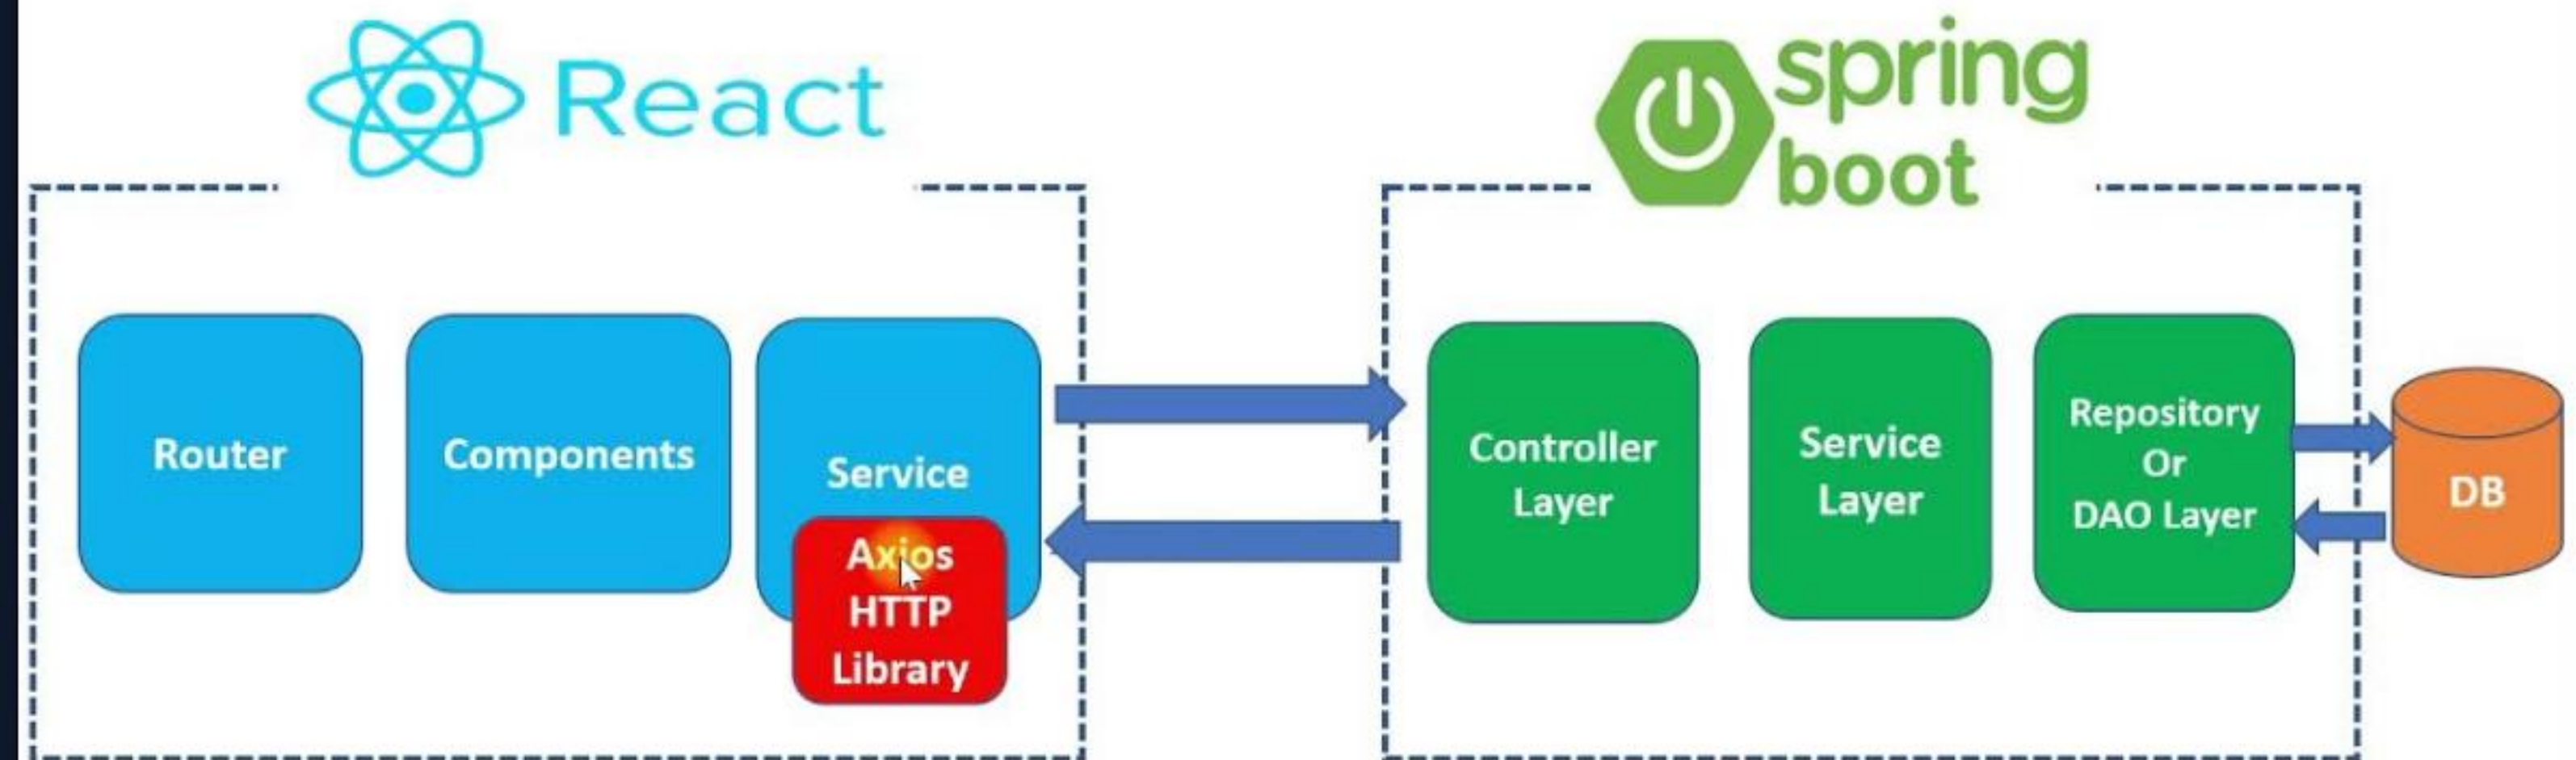 React
spring
boot
Router
Components
Service
Axios
HTTP
Library
Controller
Layer
Service
Layer
Repository
Or
DAO Layer
DB